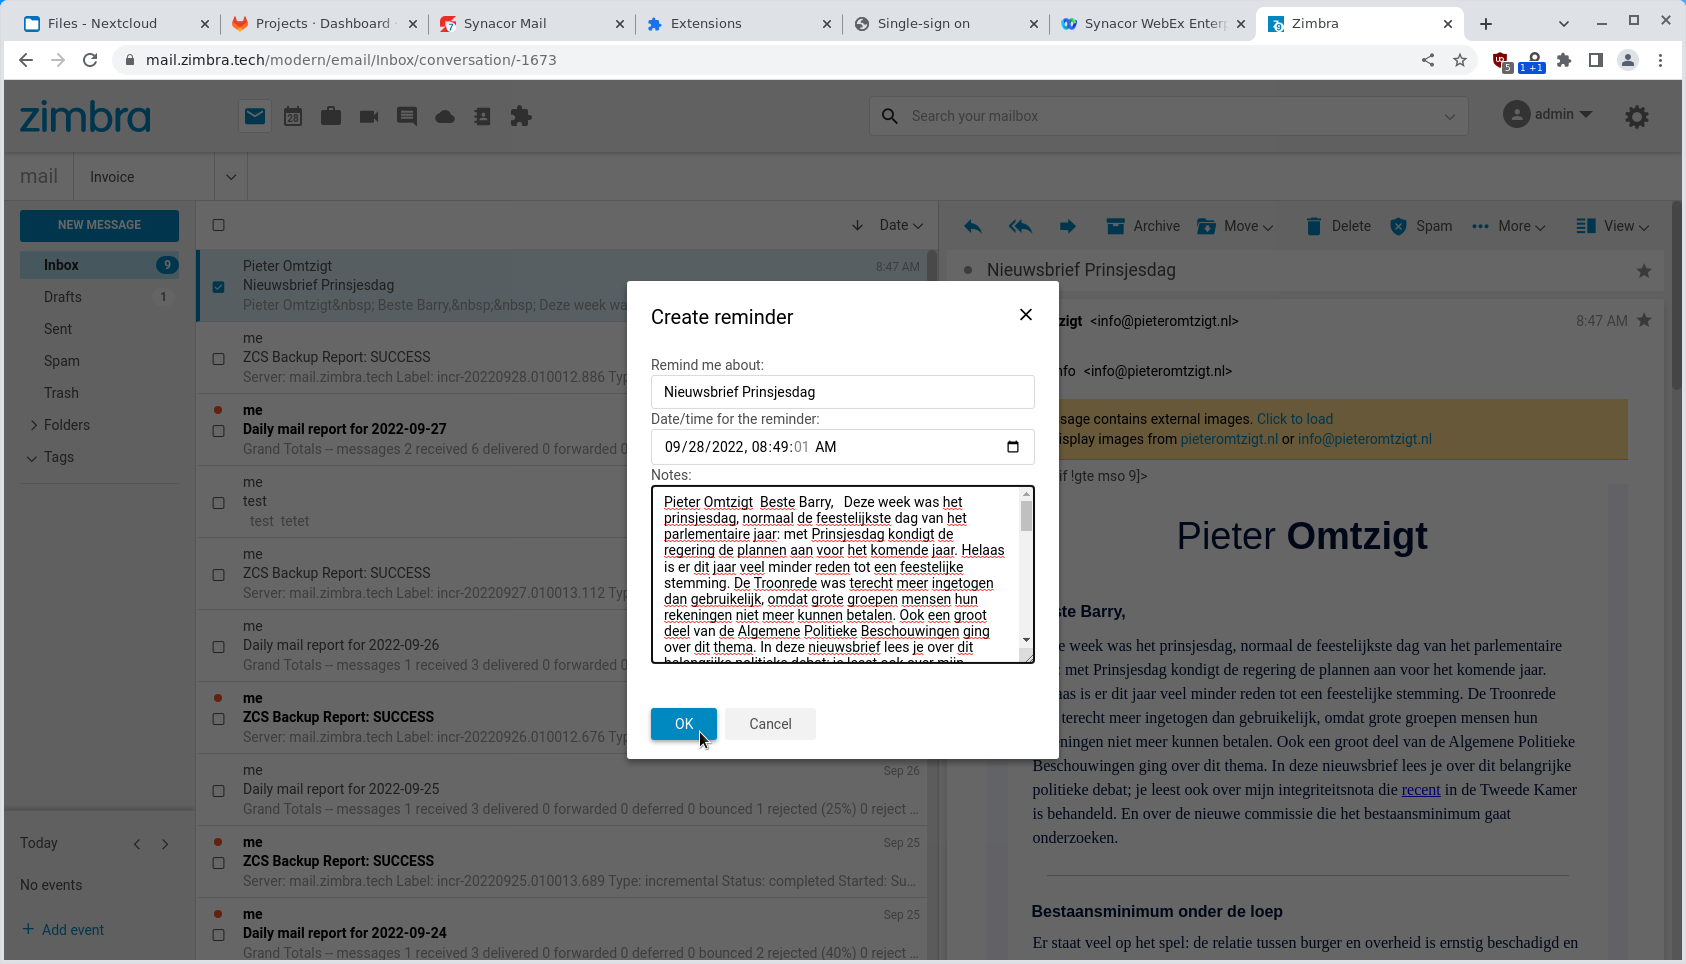 Files - Nextcloud
Projects · Dashboard ·
Synacor Mail
Extensions
Single-sign on
Synacor WebEx Enterp
Zimbra
mail.zimbra.tech/modern/email/Inbox/conversation/-1673
5
1 +1
zimbra
28
Search your mailbox
admin
mail
Invoice
NEW MESSAGE
Inbox 9
Drafts 1
Sent
Spam
Trash
Folders
Tags
Today
No events
+ Add event
Date
Pieter Omtzigt 8:47 AM
Nieuwsbrief Prinsjesdag
Pieter Omtzigt&nbsp; Beste Barry,&nbsp;&nbsp; Deze week wa
me
ZCS Backup Report: SUCCESS
Server: mail.zimbra.tech Label: incr-20220928.010012.886 Typ
me
Daily mail report for 2022-09-27
Grand Totals -- messages 2 received 6 delivered 0 forwarded 0
me
test
test tetet
me
ZCS Backup Report: SUCCESS
Server: mail.zimbra.tech Label: incr-20220927.010013.112 Typ
me
Daily mail report for 2022-09-26
Grand Totals -- messages 1 received 3 delivered 0 forwarded 0
me
ZCS Backup Report: SUCCESS
Server: mail.zimbra.tech Label: incr-20220926.010012.676 Typ
me Sep 26
Daily mail report for 2022-09-25
Grand Totals -- messages 1 received 3 delivered 0 forwarded 0 deferred 0 bounced 1 rejected (25%) 0 reject ...
me Sep 25
ZCS Backup Report: SUCCESS
Server: mail.zimbra.tech Label: incr-20220925.010013.689 Type: incremental Status: completed Started: Su...
me Sep 25
Daily mail report for 2022-09-24
Grand Totals -- messages 1 received 3 delivered 0 forwarded 0 deferred 0 bounced 2 rejected (40%) 0 reject ...
Archive Move Delete Spam More View
Nieuwsbrief Prinsjesdag
zigt <info@pieteromtzigt.nl> 8:47 AM
nfo <info@pieteromtzigt.nl>
sage contains external images. Click to load
isplay images from pieteromtzigt.nl or info@pieteromtzigt.nl
if !gte mso 9]>
Pieter Omtzigt
ste Barry,
e week was het prinsjesdag, normaal de feestelijkste dag van het parlementaire
: met Prinsjesdag kondigt de regering de plannen aan voor het komende jaar.
aas is er dit jaar veel minder reden tot een feestelijke stemming. De Troonrede
terecht meer ingetogen dan gebruikelijk, omdat grote groepen mensen hun
eningen niet meer kunnen betalen. Ook een groot deel van de Algemene Politieke
Beschouwingen ging over dit thema. In deze nieuwsbrief lees je over dit belangrijke
politieke debat; je leest ook over mijn integriteitsnota die recent in de Tweede Kamer
is behandeld. En over de nieuwe commissie die het bestaansminimum gaat
onderzoeken.
Bestaansminimum onder de loep
Er staat veel op het spel: de relatie tussen burger en overheid is ernstig beschadigd en
Create reminder
Remind me about:
Nieuwsbrief Prinsjesdag
Date/time for the reminder:
09/28/2022, 08:49:01 AM
Notes:
Pieter Omtzigt Beste Barry, Deze week was het
prinsjesdag, normaal de feestelijkste dag van het
parlementaire jaar: met Prinsjesdag kondigt de
regering de plannen aan voor het komende jaar. Helaas
is er dit jaar veel minder reden tot een feestelijke
stemming. De Troonrede was terecht meer ingetogen
dan gebruikelijk, omdat grote groepen mensen hun
rekeningen niet meer kunnen betalen. Ook een groot
deel van de Algemene Politieke Beschouwingen ging
over dit thema. In deze nieuwsbrief lees je over dit
belangrijke politieke debat; je leest ook over mijn
OK Cancel